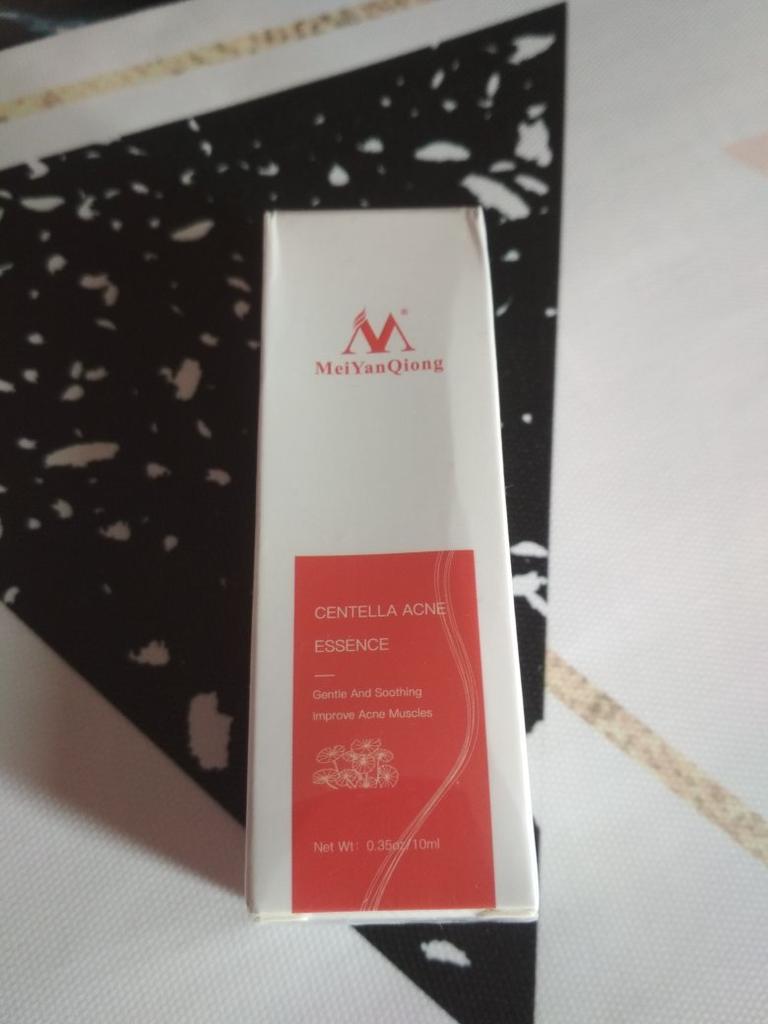 ®
MeiYanQiong
CENTELLA ACNE
ESSENCE
Gentle And Soothing
Improve Acne Muscles
Net Wt: 0.35oz/10ml